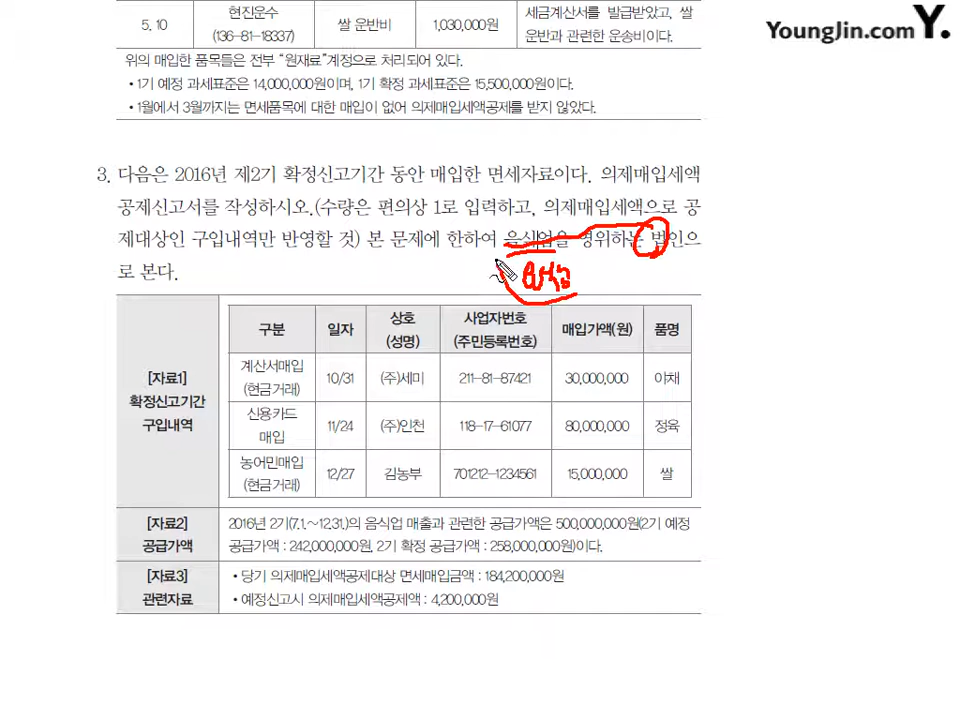 5. 10 현진운수 (136-81-18337) 쌀 운반비 1,030,000원 세금계산서를 발급받았고, 쌀 운반과 관련한 운송비이다.
YoungJin.com Y.
위의 매입한 품목들은 전부 "원재료"계정으로 처리되어 있다.
• 1기 예정 과세표준은 14,000,000원이며, 1기 확정 과세표준은 15,500,000원이다.
• 1월에서 3월까지는 면세품목에 대한 매입이 없어 의제매입세액공제를 받지 않았다.
3. 다음은 2016년 제2기 확정신고기간 동안 매입한 면세자료이다. 의제매입세액
공제신고서를 작성하시오.(수량은 편의상 1로 입력하고, 의제매입세액으로 공
제대상인 구입내역만 반영할 것) 본 문제에 한하여 음식업을 영위하는 법인으
로 본다.
구분 일자 상호 (성명) 사업자번호 (주민등록번호) 매입가액(원) 품명
[자료1] 확정신고기간 구입내역
계산서매입 (현금거래) 10/31 (주)세미 211-81-87421 30,000,000 야채
신용카드 매입 11/24 (주)인천 118-17-61077 80,000,000 정육
농어민매입 (현금거래) 12/27 김농부 701212-1234561 15,000,000 쌀
[자료2] 공급가액
2016년 2기(7.1.~12.31.)의 음식업 매출과 관련한 공급가액은 500,000,000원(2기 예정
공급가액 : 242,000,000원, 2기 확정 공급가액 : 258,000,000원)이다.
[자료3] 관련자료
• 당기 의제매입세액공제대상 면세매입금액 : 184,200,000원
• 예정신고시 의제매입세액공제액 : 4,200,000원